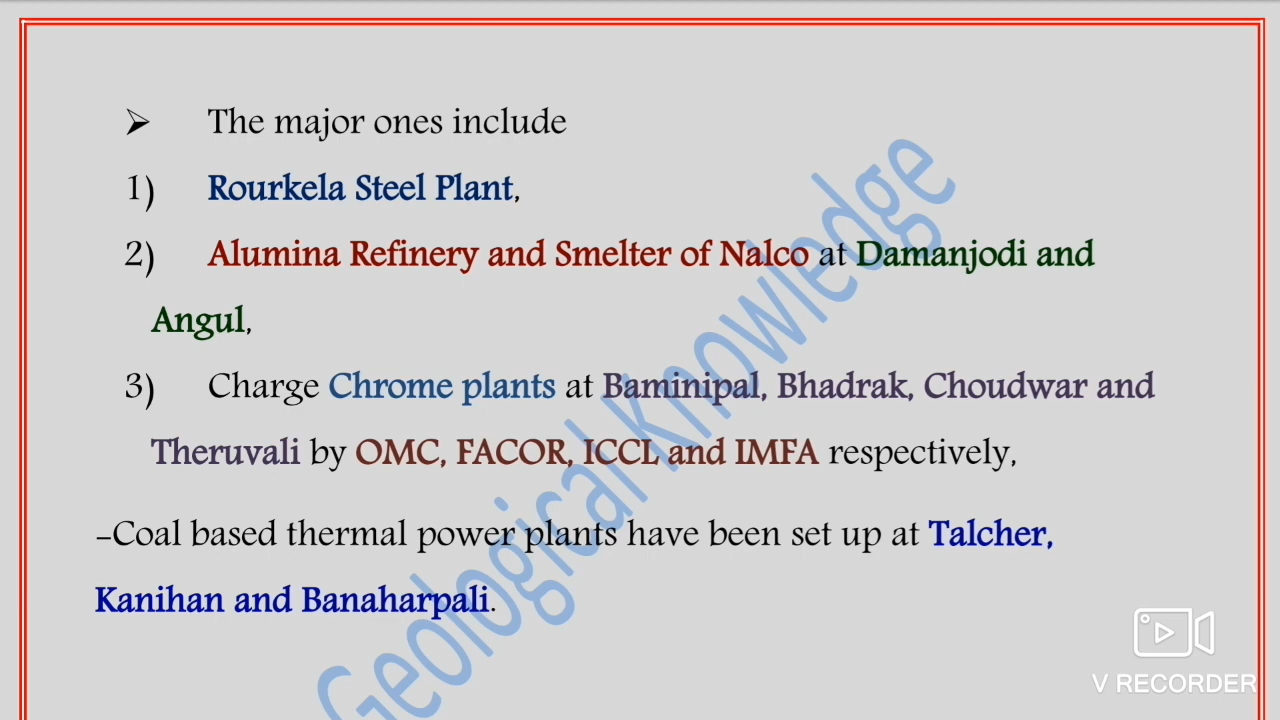 ➢ The major ones include
1) Rourkela Steel Plant,
2) Alumina Refinery and Smelter of Nalco at Damanjodi and
Angul,
3) Charge Chrome plants at Baminipal, Bhadrak, Choudwar and
Theruvali by OMC, FACOR, ICCL and IMFA respectively,
-Coal based thermal power plants have been set up at Talcher,
Kanihan and Banaharpali.
Geological Knowledge
V RECORDER